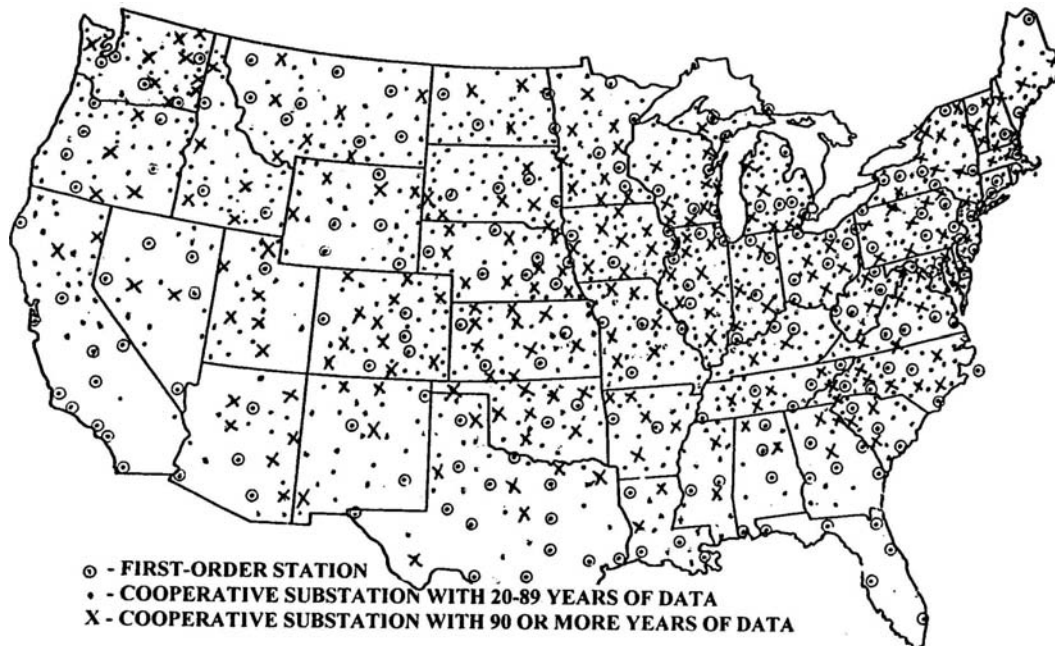 ⊙ - FIRST-ORDER STATION
• - COOPERATIVE SUBSTATION WITH 20-89 YEARS OF DATA
X - COOPERATIVE SUBSTATION WITH 90 OR MORE YEARS OF DATA